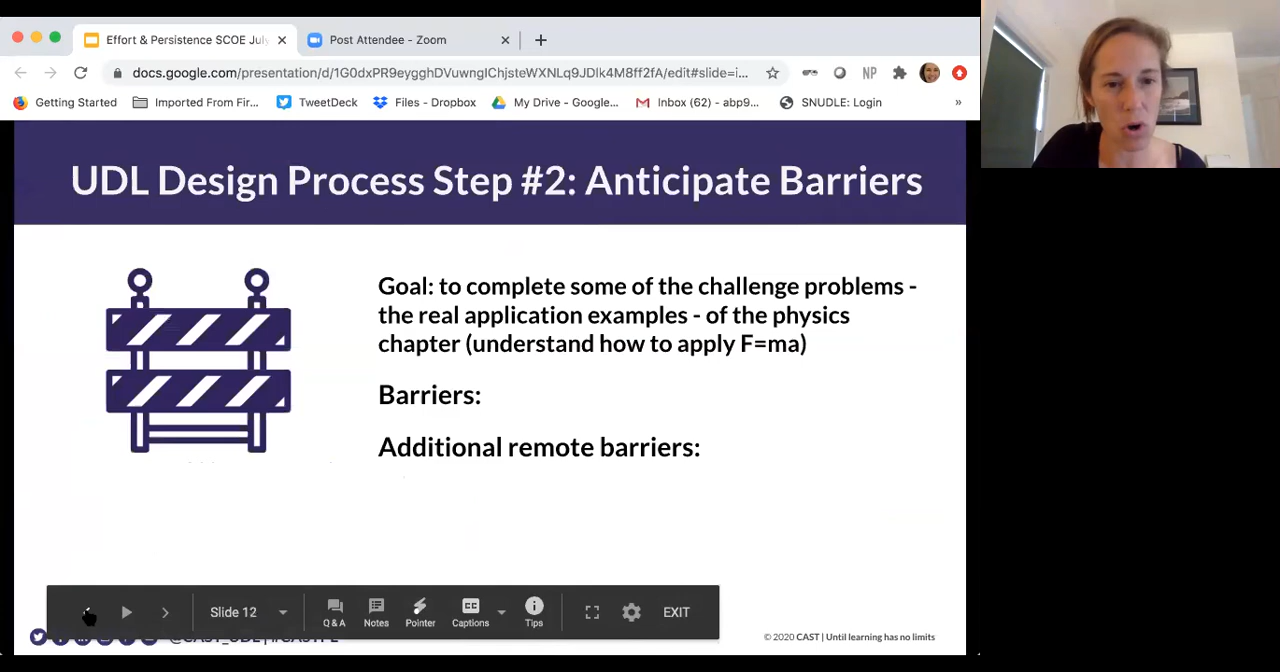 Effort & Persistence SCOE Jul
Post Attendee - Zoom
docs.google.com/presentation/d/1G0dxPR9eygghDVuwngIChjsteWXNLq9JDlk4M8ff2fA/edit#slide=i...
NP
Getting Started
Imported From Fir...
TweetDeck
Files - Dropbox
My Drive - Google...
Inbox (62) - abp9...
SNUDLE: Login
»
UDL Design Process Step #2: Anticipate Barriers
Goal: to complete some of the challenge problems -
the real application examples - of the physics
chapter (understand how to apply F=ma)
Barriers:
Additional remote barriers:
Slide 12
Q & A
Notes
Pointer
CC
Captions
Tips
EXIT
© 2020 CAST | Until learning has no limits